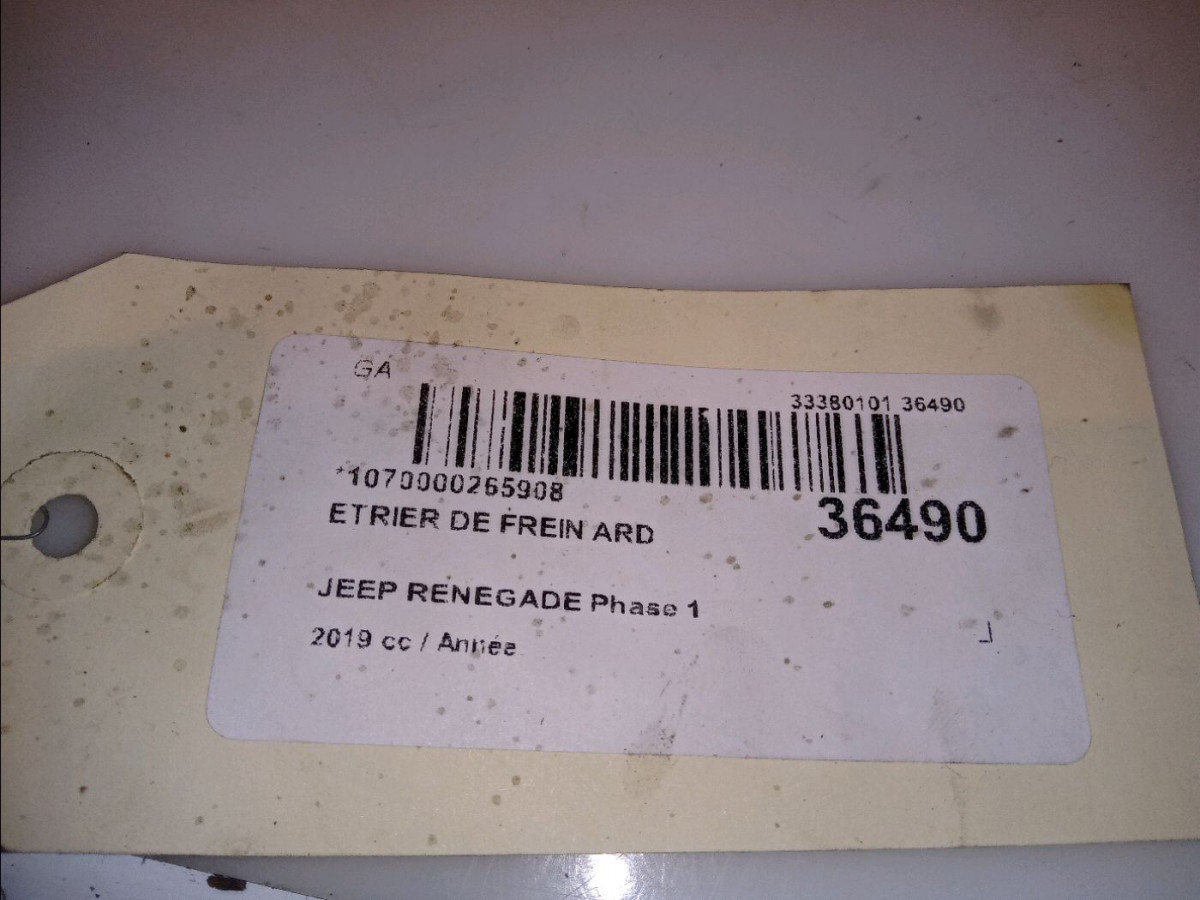 GA
33380101 36490
*1070000265908
36490
ETRIER DE FREIN ARD
JEEP RENEGADE Phase 1
2019 cc / Année